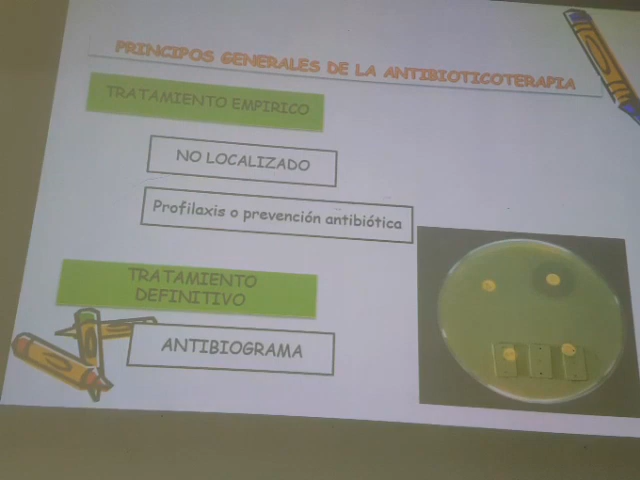 PRINCIPOS GENERALES DE LA ANTIBIOTICOTERAPIA
TRATAMIENTO EMPIRICO
NO LOCALIZADO
Profilaxis o prevención antibiótica
TRATAMIENTO
DEFINITIVO
ANTIBIOGRAMA